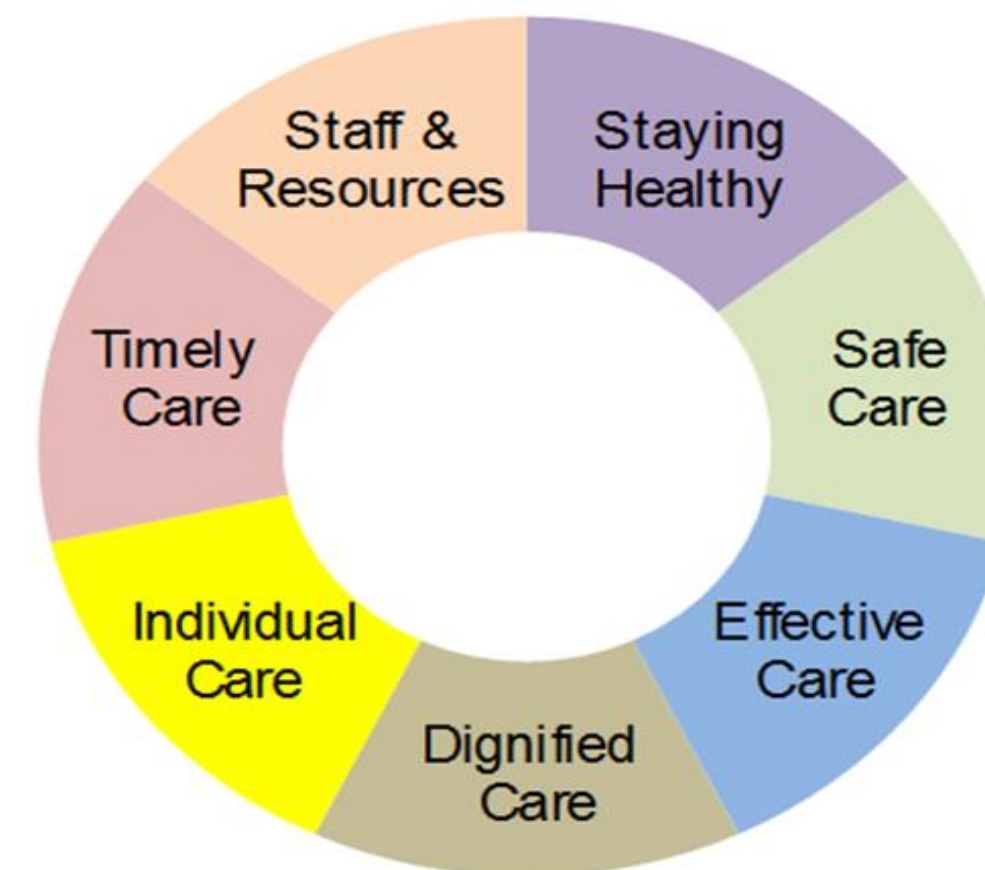 Staff &
Resources
Staying
Healthy
Timely
Care
Safe
Care
Individual
Care
Effective
Care
Dignified
Care